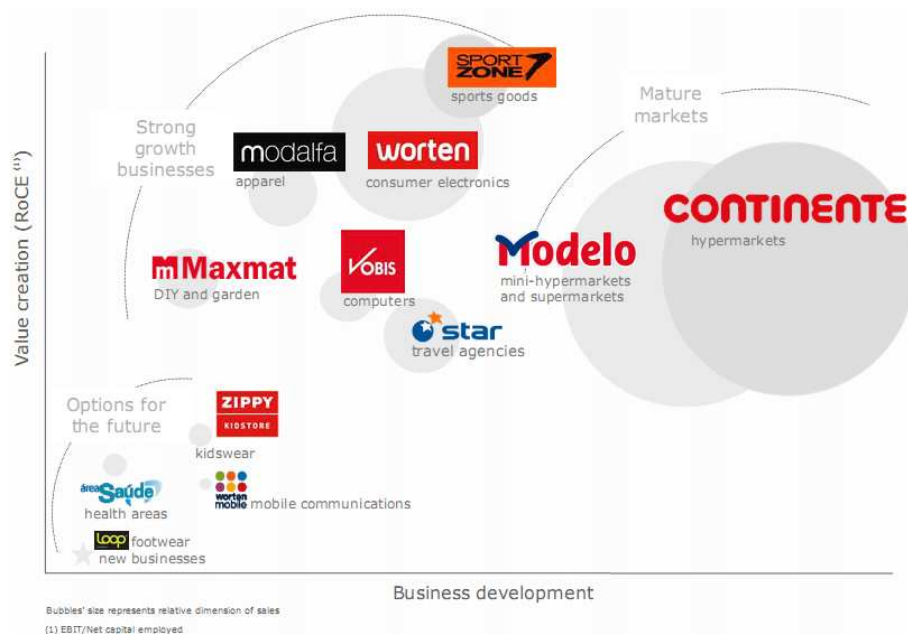 SPORT
ZONE
sports goods
Mature
markets
Strong
growth
businesses
modalfa
apparel
worten
consumer electronics
CONTINENTE
hypermarkets
Modelo
mini-hypermarkets
and supermarkets
mMaxmat
DIY and garden
VOBIS
computers
star
travel agencies
Value creation (RoCE (1))
Options for
the future
ZIPPY
KIDSTORE
kidswear
áreaSaúde
health areas
worten
mobile
mobile communications
Loop footwear
new businesses
Business development
Bubbles' size represents relative dimension of sales
(1) EBIT/Net capital employed